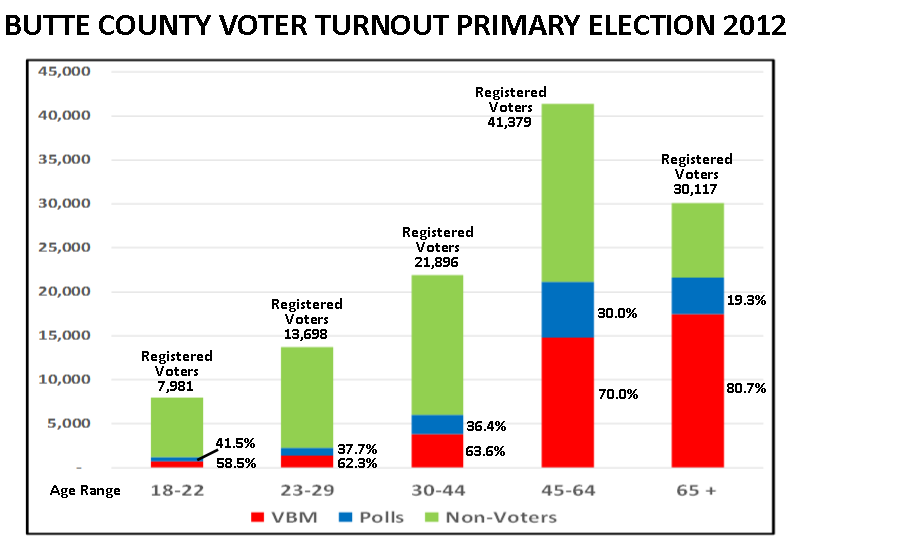 BUTTE COUNTY VOTER TURNOUT PRIMARY ELECTION 2012
45,000
40,000
35,000
30,000
25,000
20,000
15,000
10,000
5,000
-
Registered
Voters
7,981
41.5%
58.5%
Registered
Voters
13,698
37.7%
62.3%
Registered
Voters
21,896
36.4%
63.6%
Registered
Voters
41,379
30.0%
70.0%
Registered
Voters
30,117
19.3%
80.7%
Age Range 18-22 23-29 30-44 45-64 65 +
VBM Polls Non-Voters